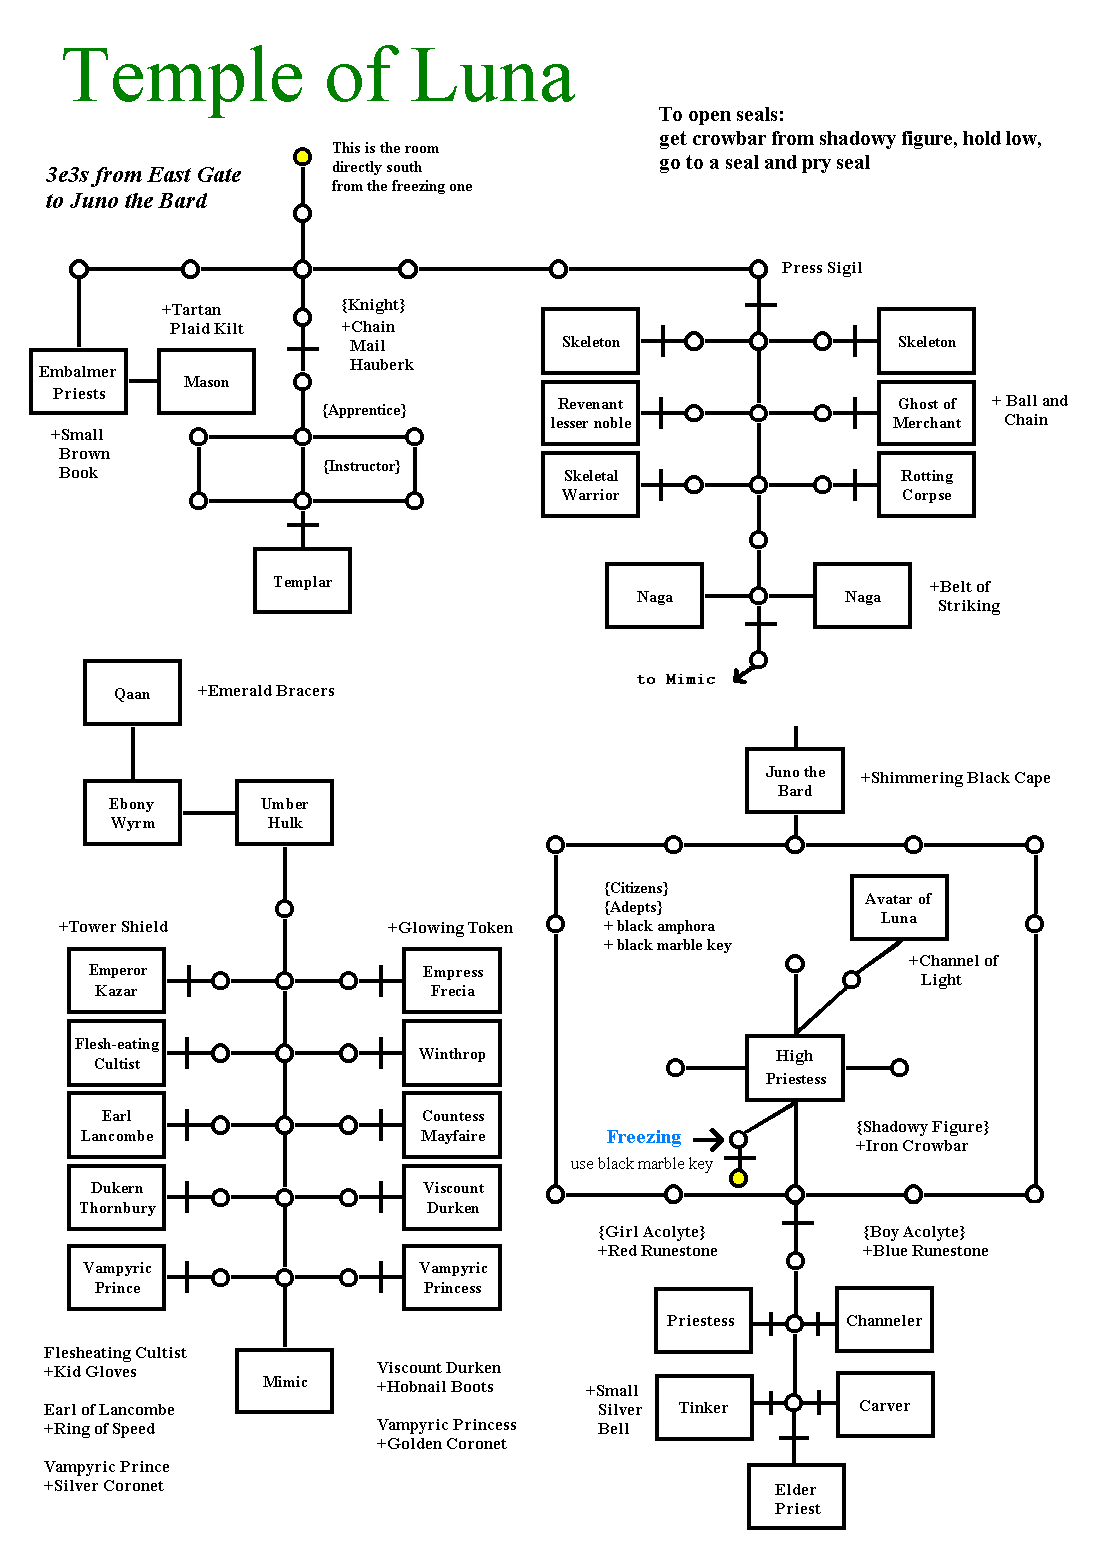 Temple of Luna
To open seals:
get crowbar from shadowy figure, hold low,
go to a seal and pry seal
This is the room
directly south
from the freezing one
3e3s from East Gate
to Juno the Bard
Press Sigil
+Tartan
Plaid Kilt
{Knight}
+Chain
Mail
Hauberk
Embalmer
Priests
Mason
+Small
Brown
Book
{Apprentice}
{Instructor}
Templar
Skeleton
Skeleton
Revenant
lesser noble
Ghost of
Merchant
+ Ball and
Chain
Skeletal
Warrior
Rotting
Corpse
Naga
Naga
+Belt of
Striking
to Mimic
Qaan
+Emerald Bracers
Ebony
Wyrm
Umber
Hulk
+Tower Shield
+Glowing Token
Emperor
Kazar
Empress
Frecia
Flesh-eating
Cultist
Winthrop
Earl
Lancombe
Countess
Mayfaire
Dukern
Thornbury
Viscount
Durken
Vampyric
Prince
Vampyric
Princess
Mimic
Flesheating Cultist
+Kid Gloves
Earl of Lancombe
+Ring of Speed
Vampyric Prince
+Silver Coronet
Viscount Durken
+Hobnail Boots
Vampyric Princess
+Golden Coronet
Juno the
Bard
+Shimmering Black Cape
{Citizens}
{Adepts}
+ black amphora
+ black marble key
Avatar of
Luna
+Channel of
Light
High
Priestess
Freezing
use black marble key
{Shadowy Figure}
+Iron Crowbar
{Girl Acolyte}
+Red Runestone
{Boy Acolyte}
+Blue Runestone
Priestess
Channeler
+Small
Silver
Bell
Tinker
Carver
Elder
Priest